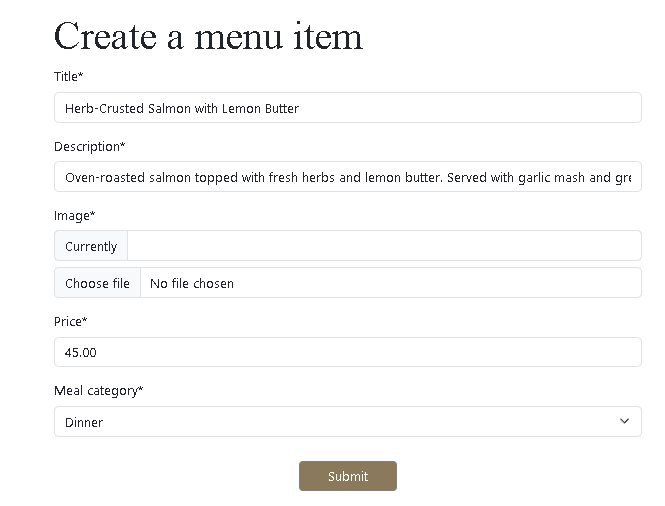 Create a menu item
Title*
Herb-Crusted Salmon with Lemon Butter
Description*
Oven-roasted salmon topped with fresh herbs and lemon butter. Served with garlic mash and gre
Image*
Currently
Choose file No file chosen
Price*
45.00
Meal category*
Dinner
Submit